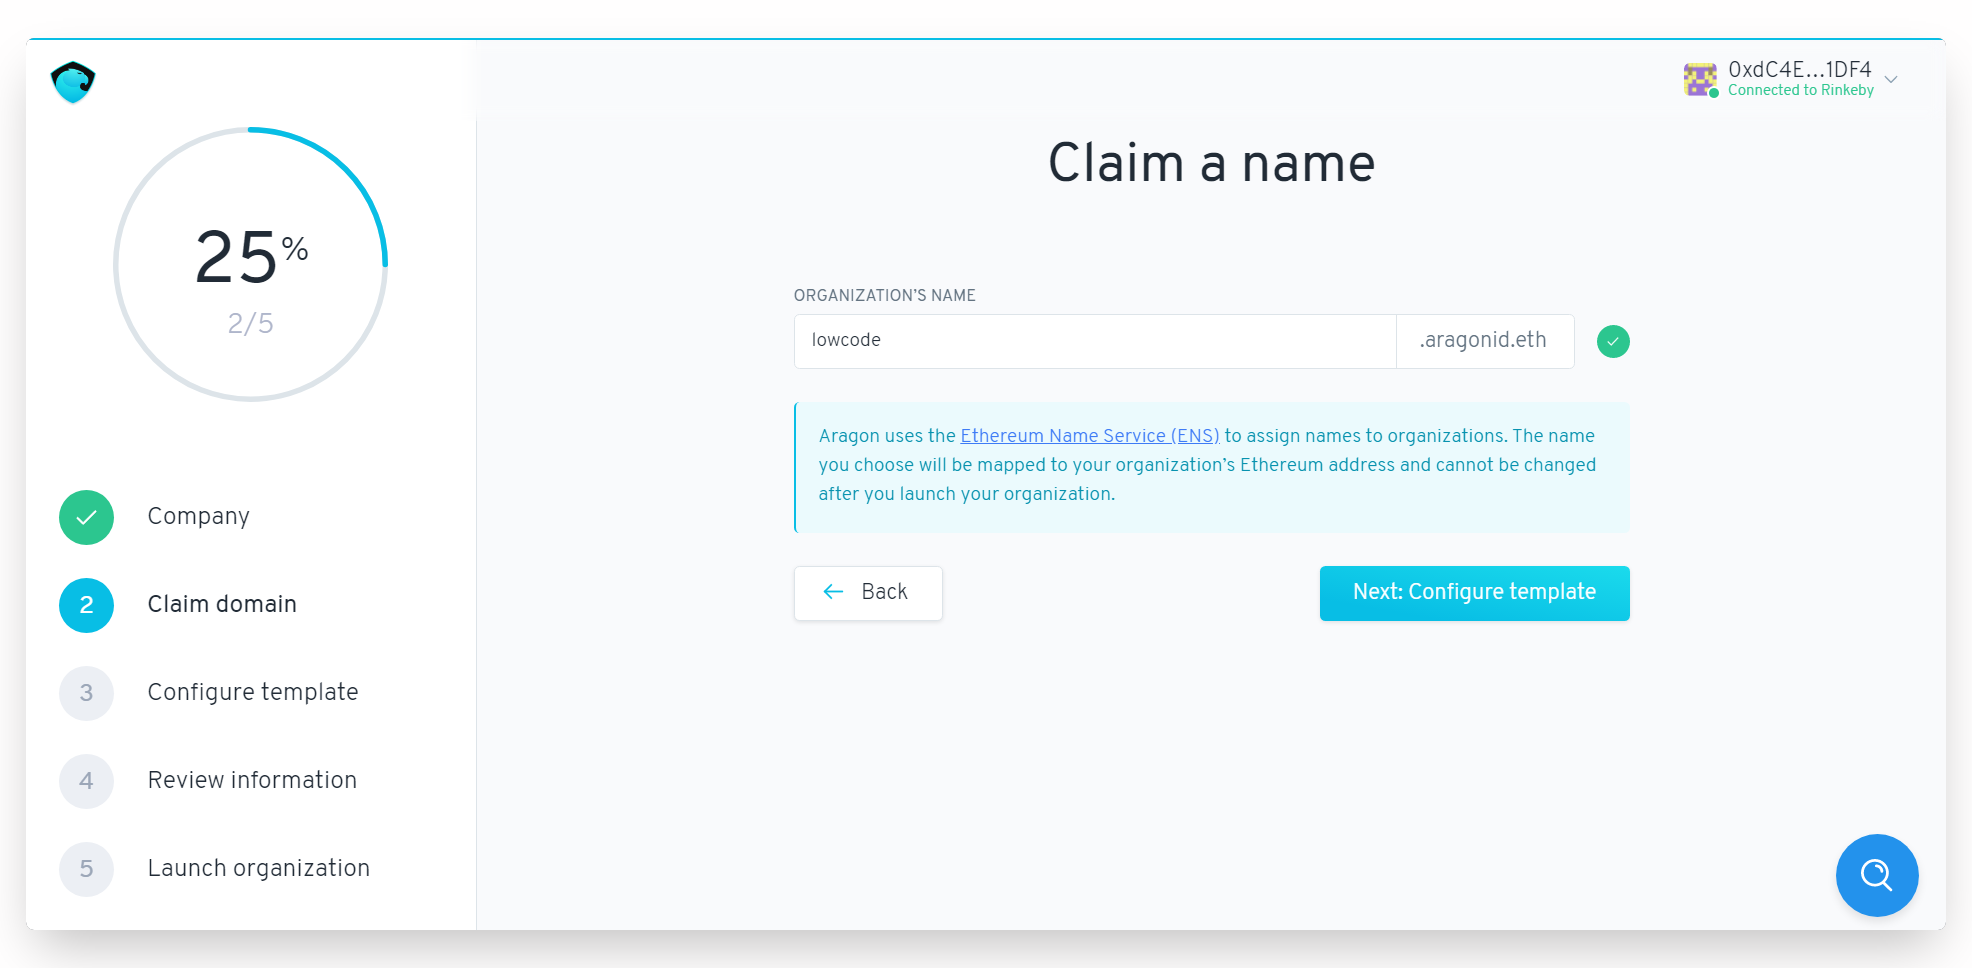 25%
2/5
Company
2 Claim domain
3 Configure template
4 Review information
5 Launch organization
0xdC4E...1DF4
Connected to Rinkeby
Claim a name
ORGANIZATION'S NAME
lowcode .aragonid.eth
Aragon uses the Ethereum Name Service (ENS) to assign names to organizations. The name
you choose will be mapped to your organization's Ethereum address and cannot be changed
after you launch your organization.
Back Next: Configure template